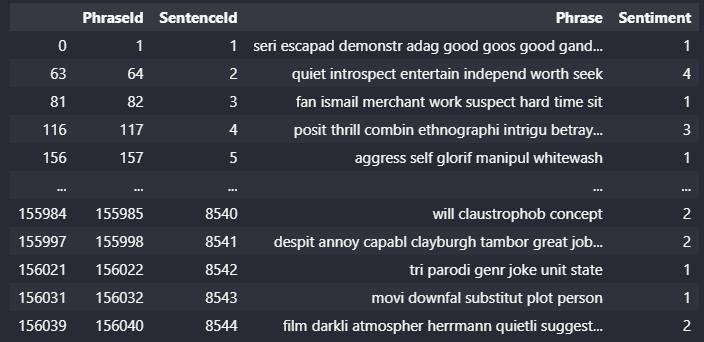 PhraseId SentenceId Phrase Sentiment
0 1 1 seri escapad demonstr adag good goos good gand... 1
63 64 2 quiet introspect entertain independ worth seek 4
81 82 3 fan ismail merchant work suspect hard time sit 1
116 117 4 posit thrill combin ethnographi intrigu betray... 3
156 157 5 aggress self glorif manipul whitewash 1
... ... ... ... ...
155984 155985 8540 will claustrophob concept 2
155997 155998 8541 despit annoy capabl clayburgh tambor great job... 2
156021 156022 8542 tri parodi genr joke unit state 1
156031 156032 8543 movi downfal substitut plot person 1
156039 156040 8544 film darkli atmospher herrmann quietli suggest... 2